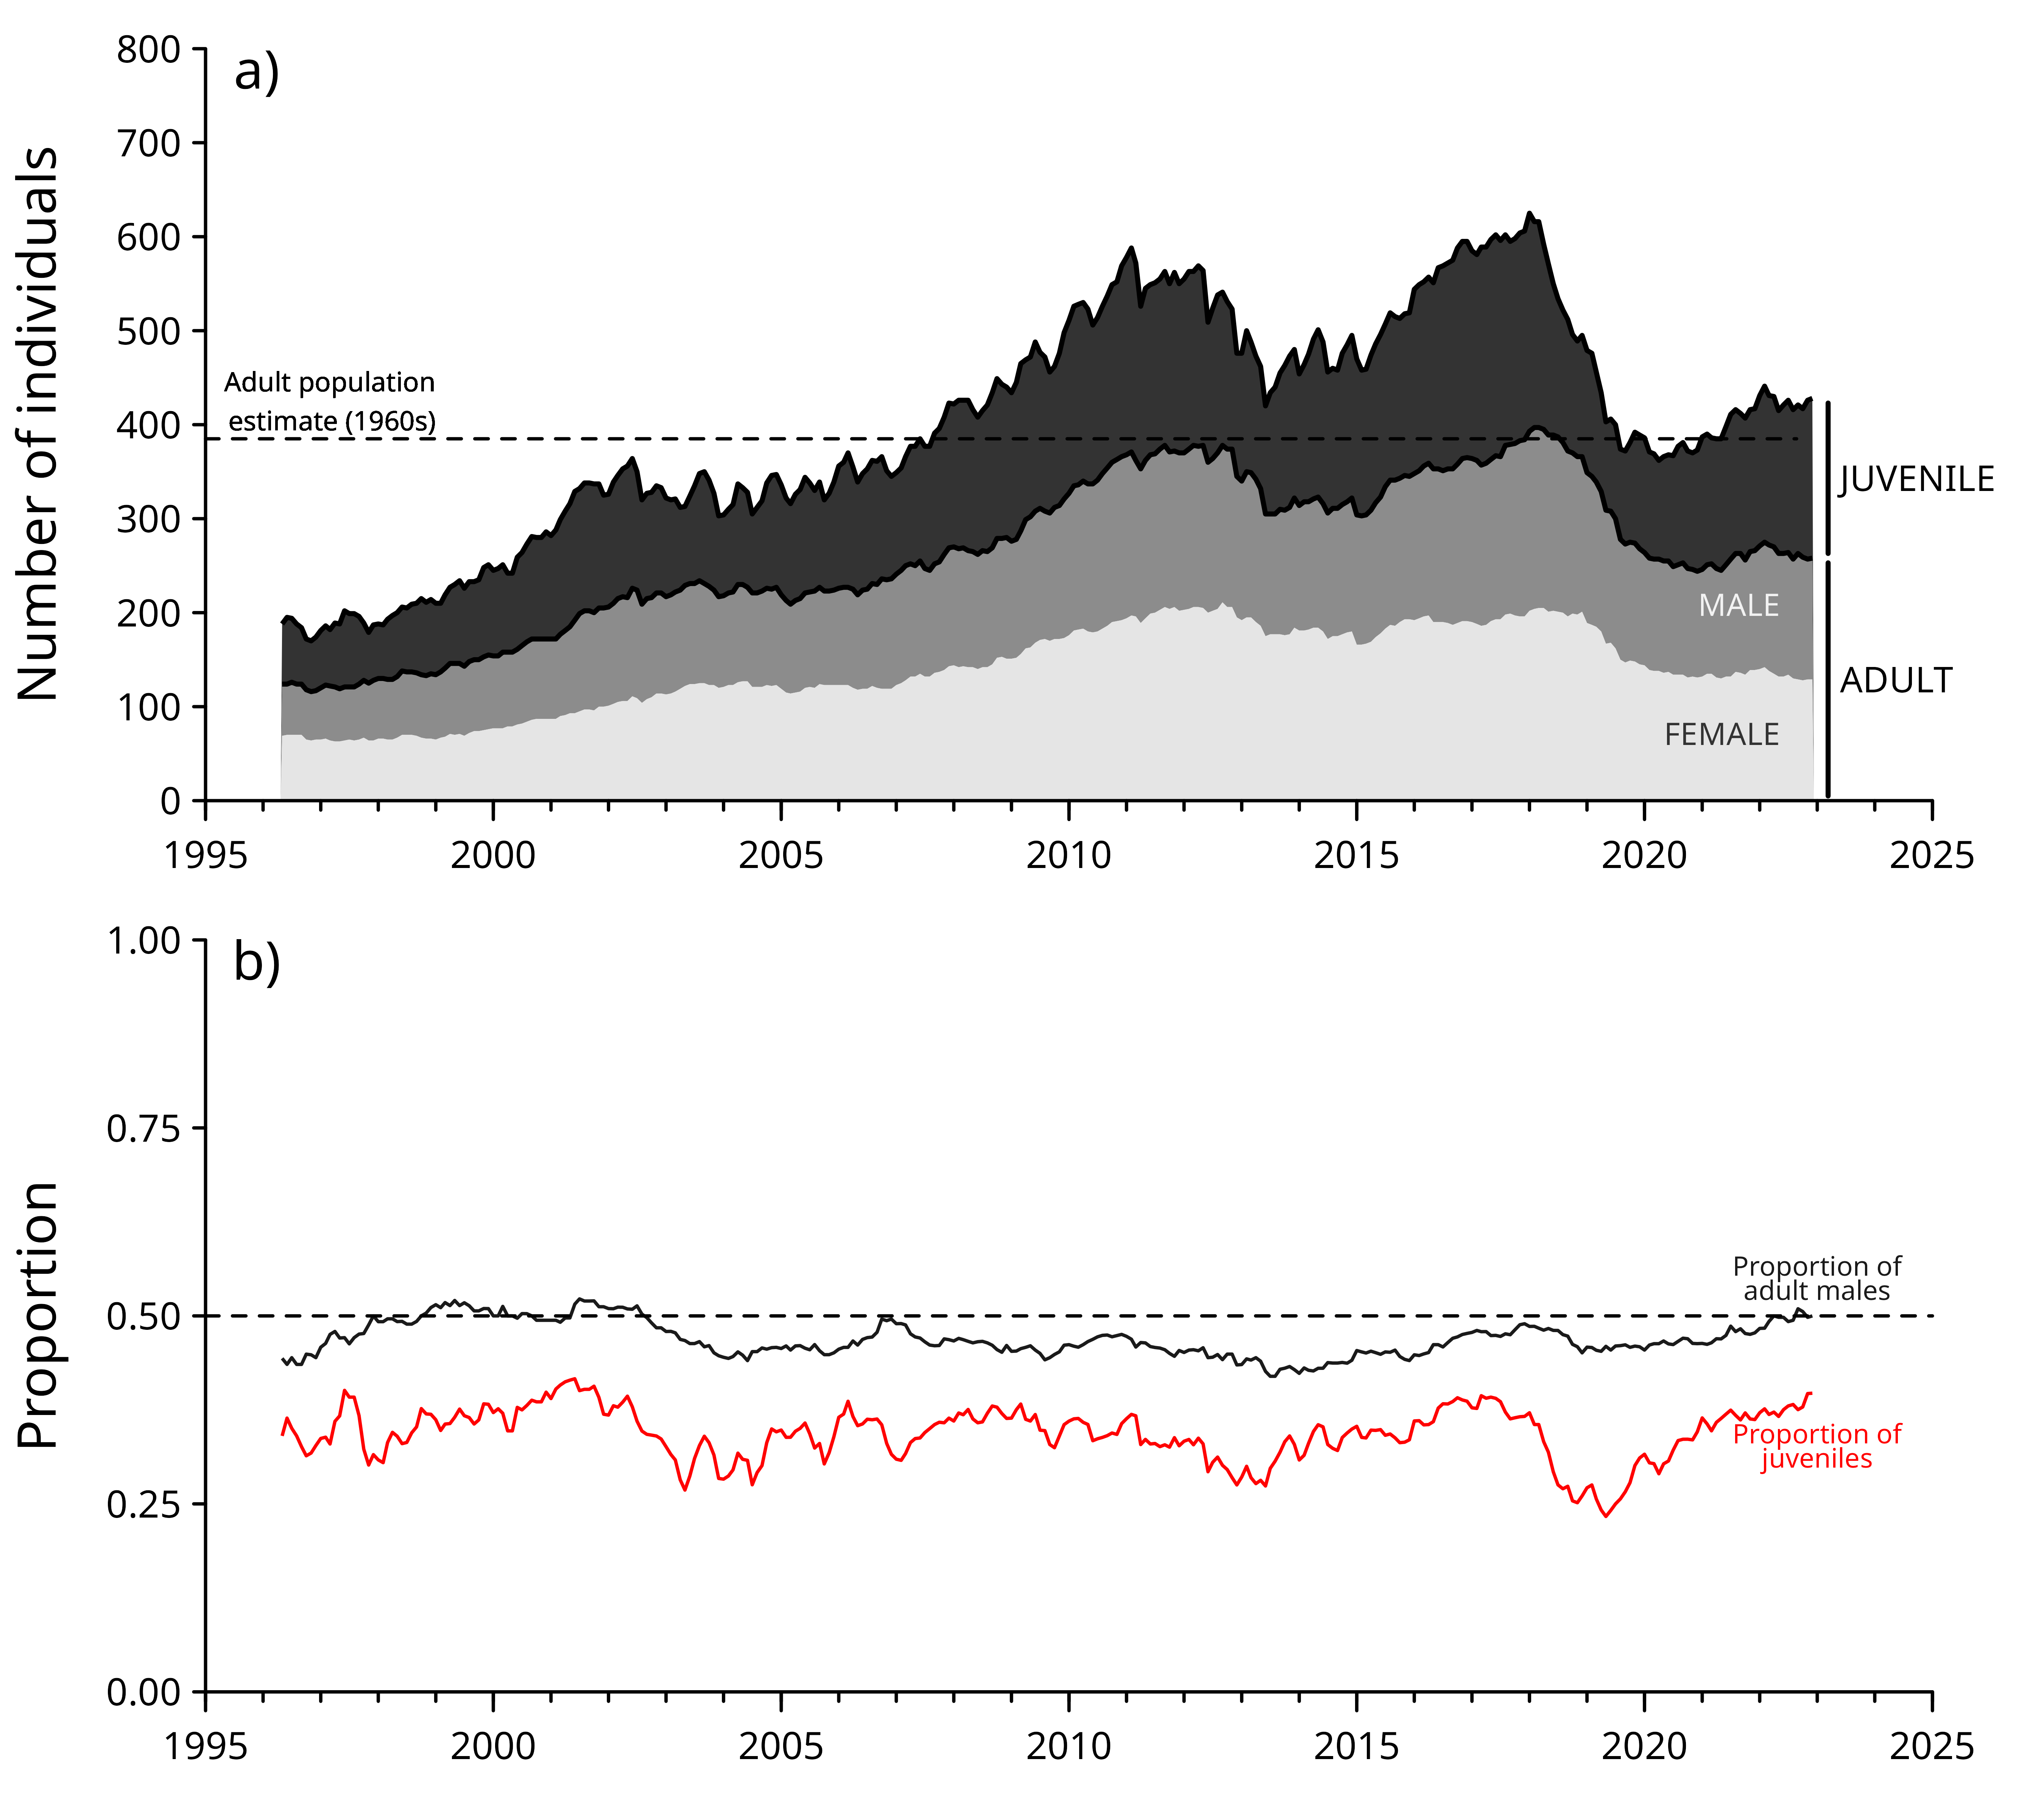 a)
Number of individuals
800
700
600
500
400
300
200
100
0
Adult population
estimate (1960s)
JUVENILE
MALE
ADULT
FEMALE
1995 2000 2005 2010 2015 2020 2025
b)
Proportion
1.00
0.75
0.50
0.25
0.00
Proportion of
adult males
Proportion of
juveniles
1995 2000 2005 2010 2015 2020 2025